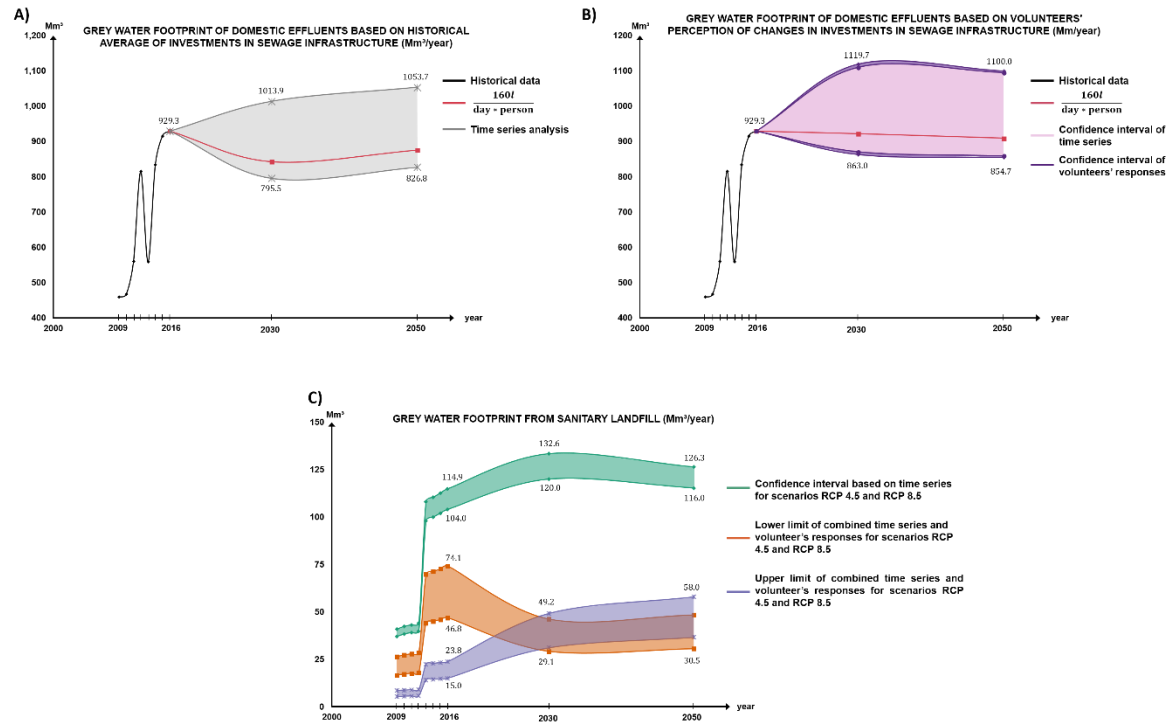 A)
Mm³
GREY WATER FOOTPRINT OF DOMESTIC EFFLUENTS BASED ON HISTORICAL
AVERAGE OF INVESTMENTS IN SEWAGE INFRASTRUCTURE (Mm³/year)
1,200
1,100
1,000
900
800
700
600
500
400
929.3
1013.9
1053.7
795.5
826.8
Historical data
160l
day * person
Time series analysis
2000
2009
2016
2030
2050
year
B)
Mm³
GREY WATER FOOTPRINT OF DOMESTIC EFFLUENTS BASED ON VOLUNTEERS'
PERCEPTION OF CHANGES IN INVESTMENTS IN SEWAGE INFRASTRUCTURE (Mm/year)
1,200
1,100
1,000
900
800
700
600
500
400
929.3
1119.7
1100.0
863.0
854.7
Historical data
160l
day * person
Confidence interval of
time series
Confidence interval of
volunteers' responses
2000
2009
2016
2030
2050
year
C)
Mm³
GREY WATER FOOTPRINT FROM SANITARY LANDFILL (Mm³/year)
150
125
100
75
50
25
0
114.9
104.0
132.6
120.0
126.3
116.0
74.1
46.8
23.8
15.0
49.2
29.1
58.0
30.5
Confidence interval based on time series
for scenarios RCP 4.5 and RCP 8.5
Lower limit of combined time series and
volunteer's responses for scenarios RCP
4.5 and RCP 8.5
Upper limit of combined time series and
volunteer's responses for scenarios RCP
4.5 and RCP 8.5
2000
2009
2016
2030
2050
year